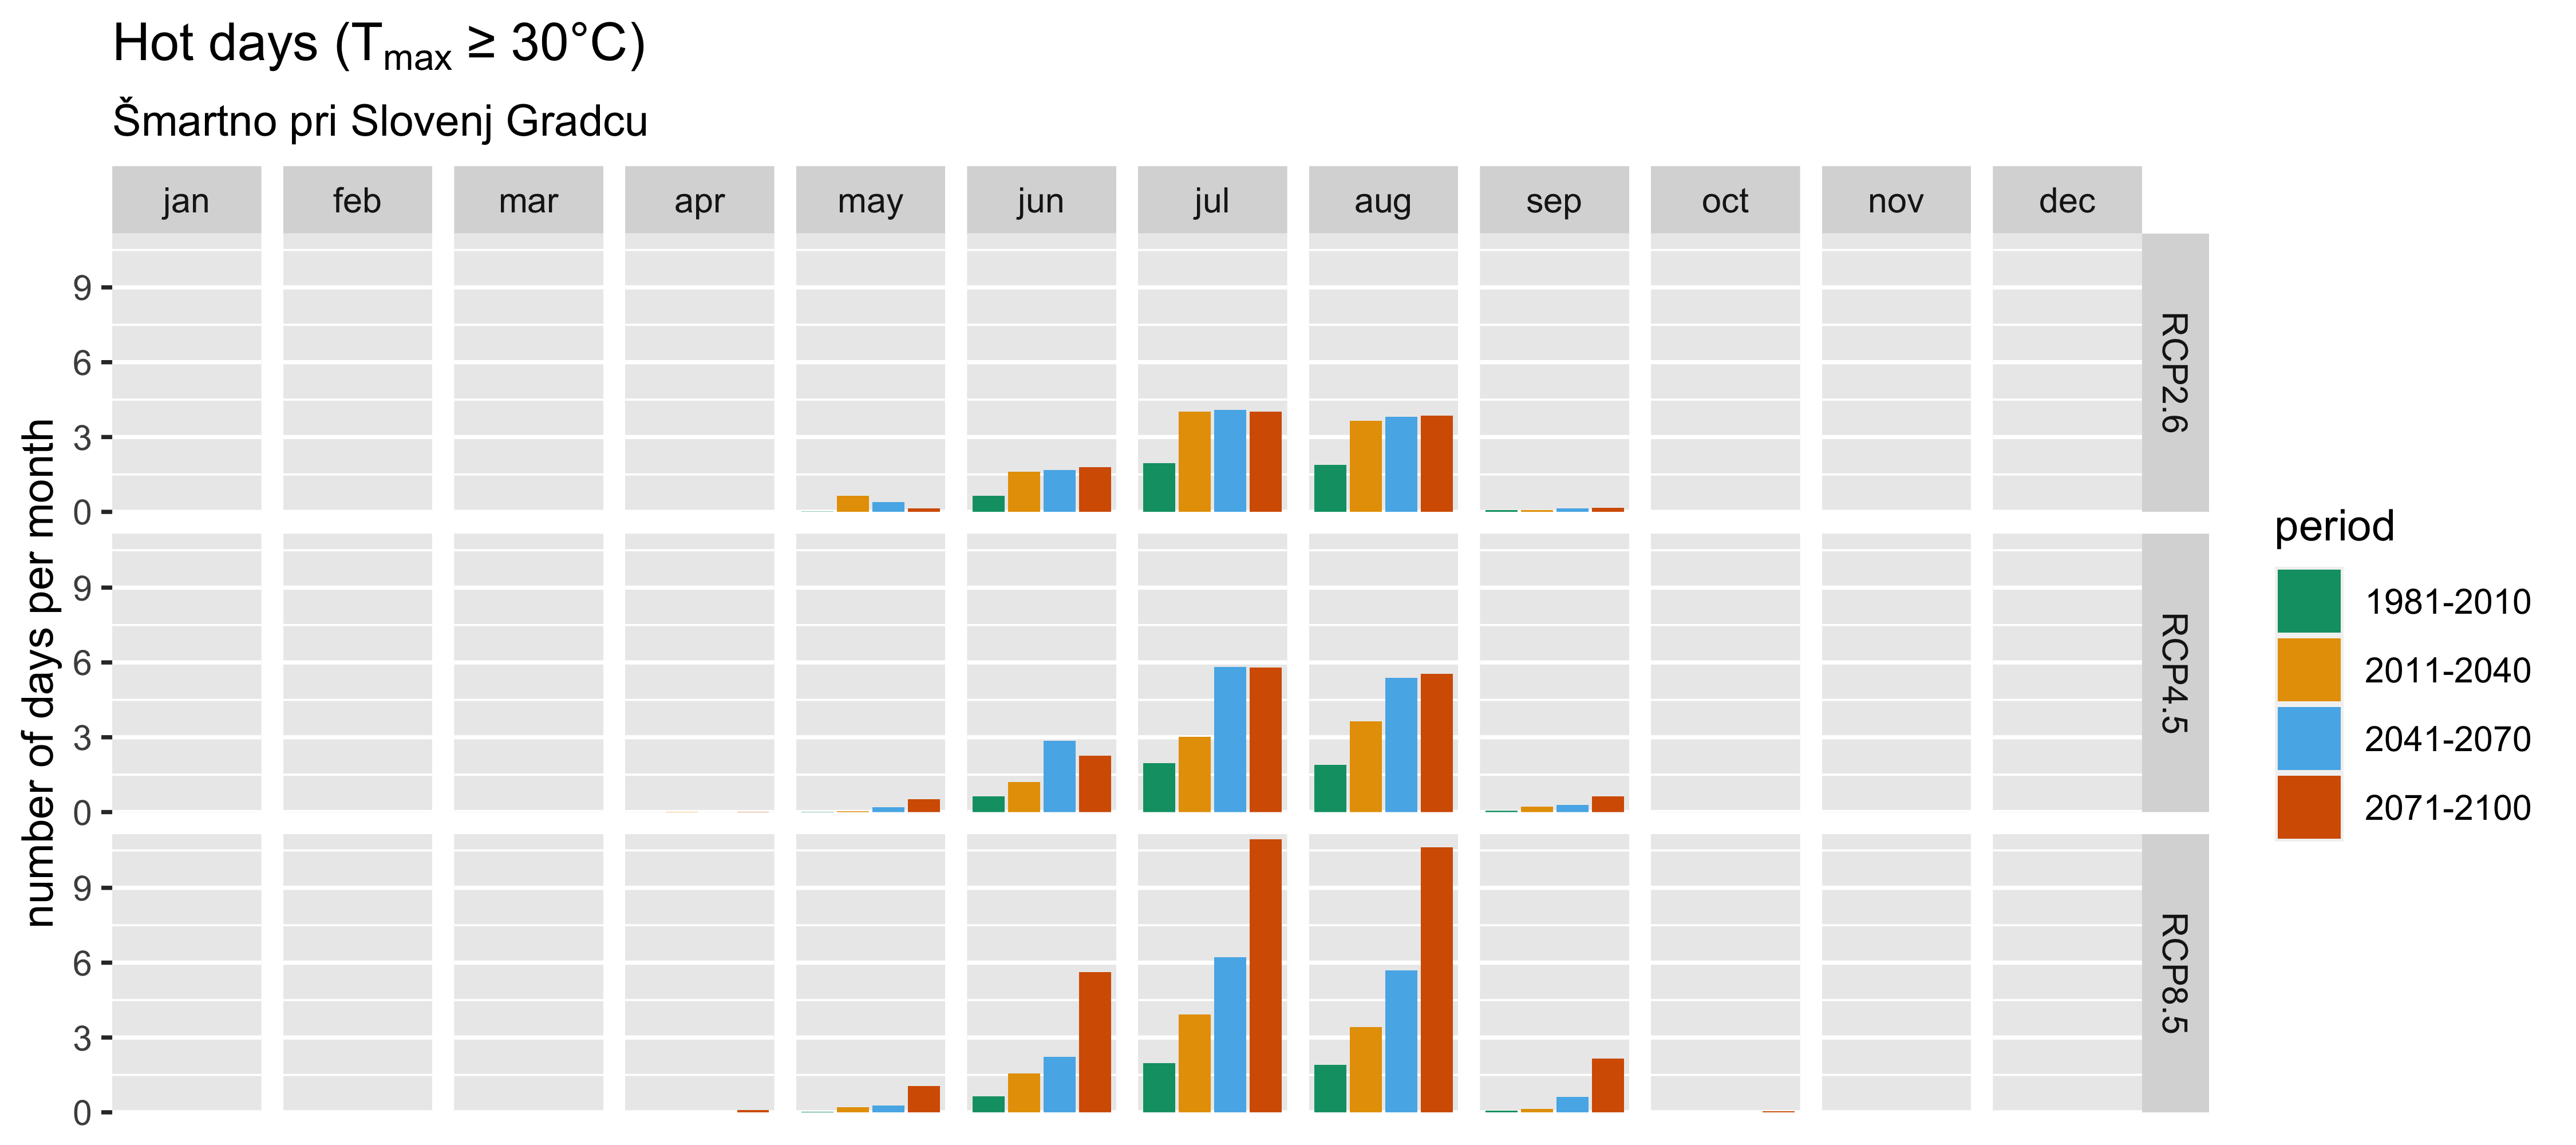 Hot days (Tmax ≥ 30°C)
Šmartno pri Slovenj Gradcu
jan feb mar apr may jun jul aug sep oct nov dec
number of days per month
9
6
3
0
RCP2.6
9
6
3
0
RCP4.5
9
6
3
0
RCP8.5
period
1981-2010
2011-2040
2041-2070
2071-2100